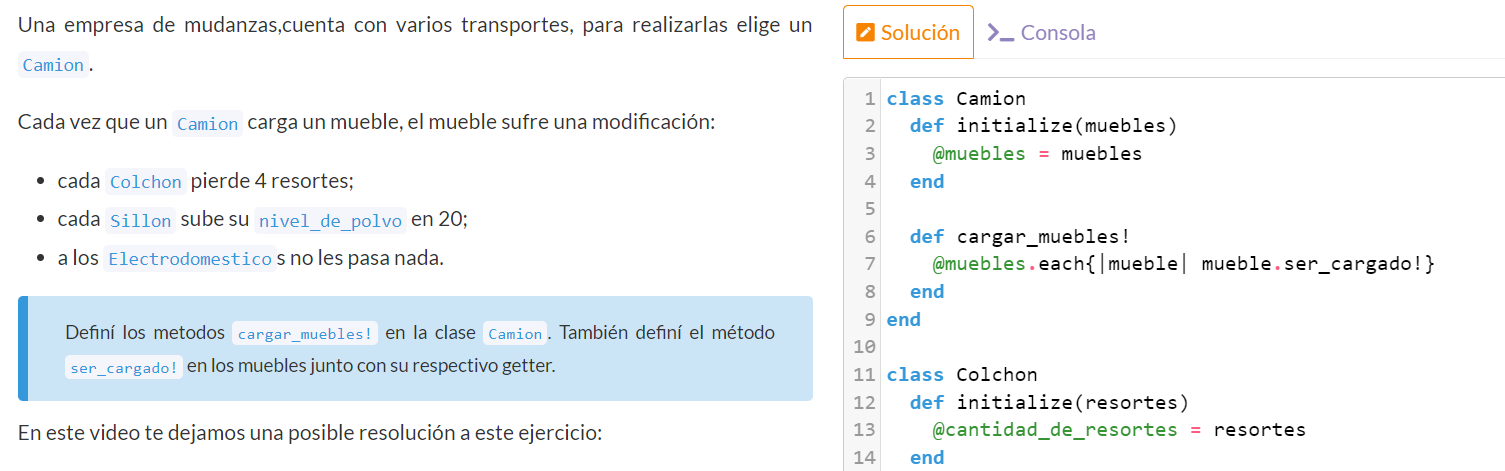 Una empresa de mudanzas,cuenta con varios transportes, para realizarlas elige un
Camion .
Cada vez que un Camion carga un mueble, el mueble sufre una modificación:
• cada Colchon pierde 4 resortes;
• cada Sillon sube su nivel_de_polvo en 20;
• a los Electrodomestico s no les pasa nada.
Definí los metodos cargar_muebles! en la clase Camion . También definí el método
ser_cargado! en los muebles junto con su respectivo getter.
En este video te dejamos una posible resolución a este ejercicio:
Solución >_ Consola
1 class Camion
2   def initialize(muebles)
3     @muebles = muebles
4   end
5
6   def cargar_muebles!
7     @muebles.each{|mueble| mueble.ser_cargado!}
8   end
9 end
10
11 class Colchon
12   def initialize(resortes)
13     @cantidad_de_resortes = resortes
14   end